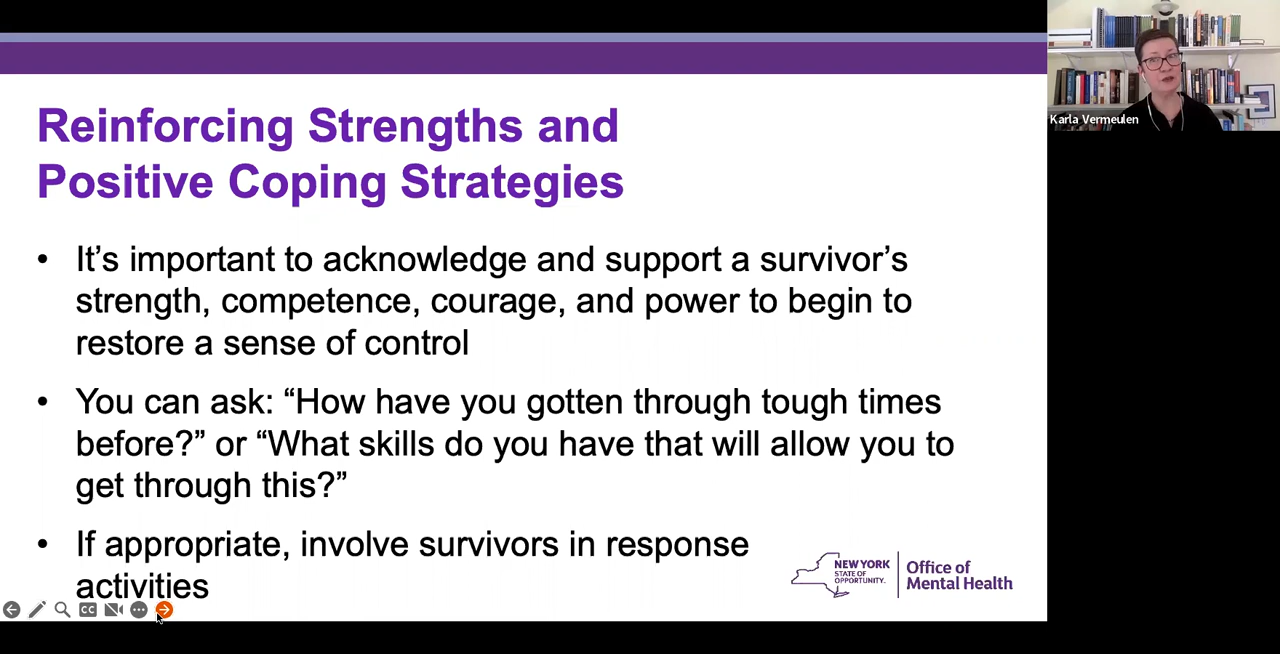 Reinforcing Strengths and
Positive Coping Strategies
• It’s important to acknowledge and support a survivor’s
strength, competence, courage, and power to begin to
restore a sense of control
• You can ask: “How have you gotten through tough times
before?” or “What skills do you have that will allow you to
get through this?”
• If appropriate, involve survivors in response
activities
NEW YORK
STATE OF
OPPORTUNITY.
Office of
Mental Health
CC
Karla Vermeulen